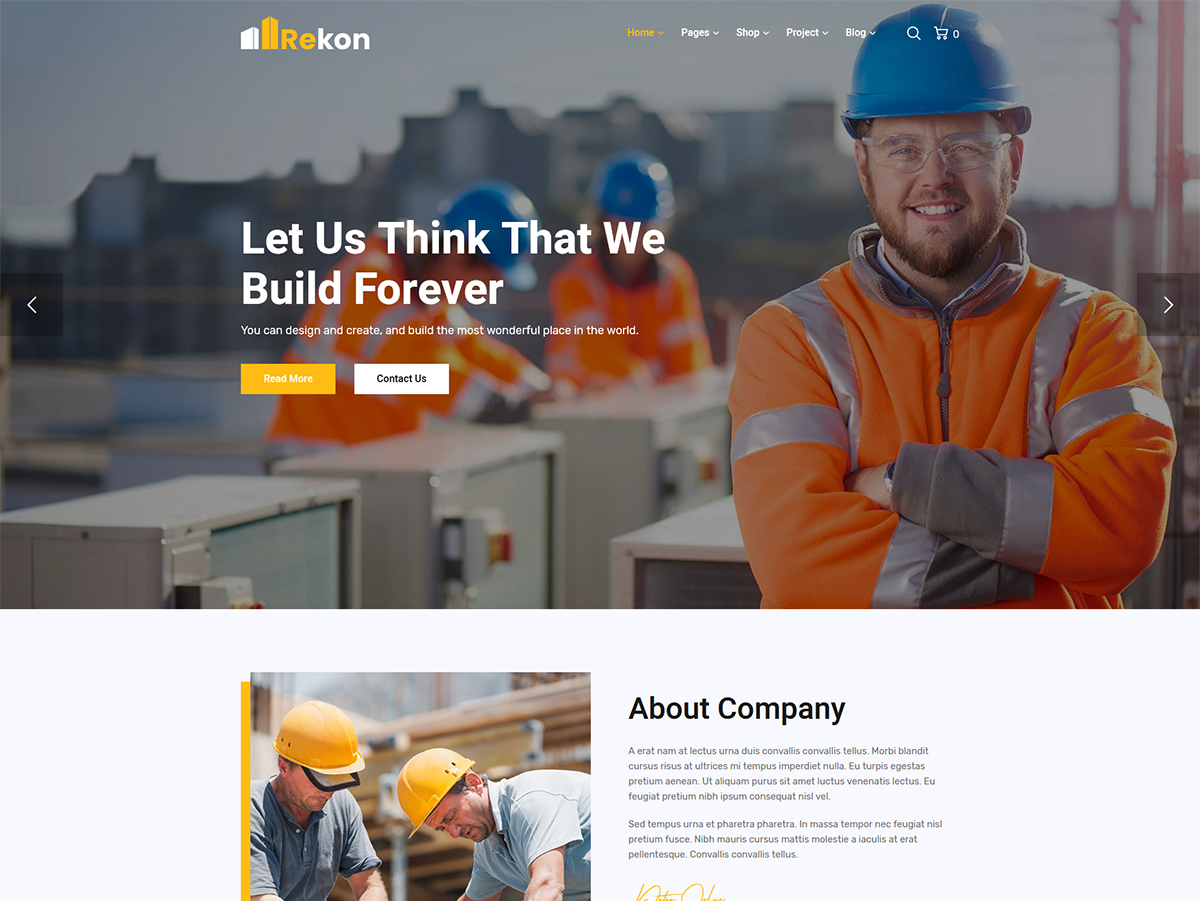 Rekon
Home Pages Shop Project Blog 0
Let Us Think That We
Build Forever
You can design and create, and build the most wonderful place in the world.
Read More Contact Us
About Company
A erat nam at lectus urna duis convallis convallis tellus. Morbi blandit
cursus risus at ultrices mi tempus imperdiet nulla. Eu turpis egestas
pretium aenean. Ut aliquam purus sit amet luctus venenatis lectus. Eu
feugiat pretium nibh ipsum consequat nisl vel.
Sed tempus urna et pharetra pharetra. In massa tempor nec feugiat nisl
pretium fusce. Nibh mauris cursus mattis molestie a iaculis at erat
pellentesque. Convallis convallis tellus.